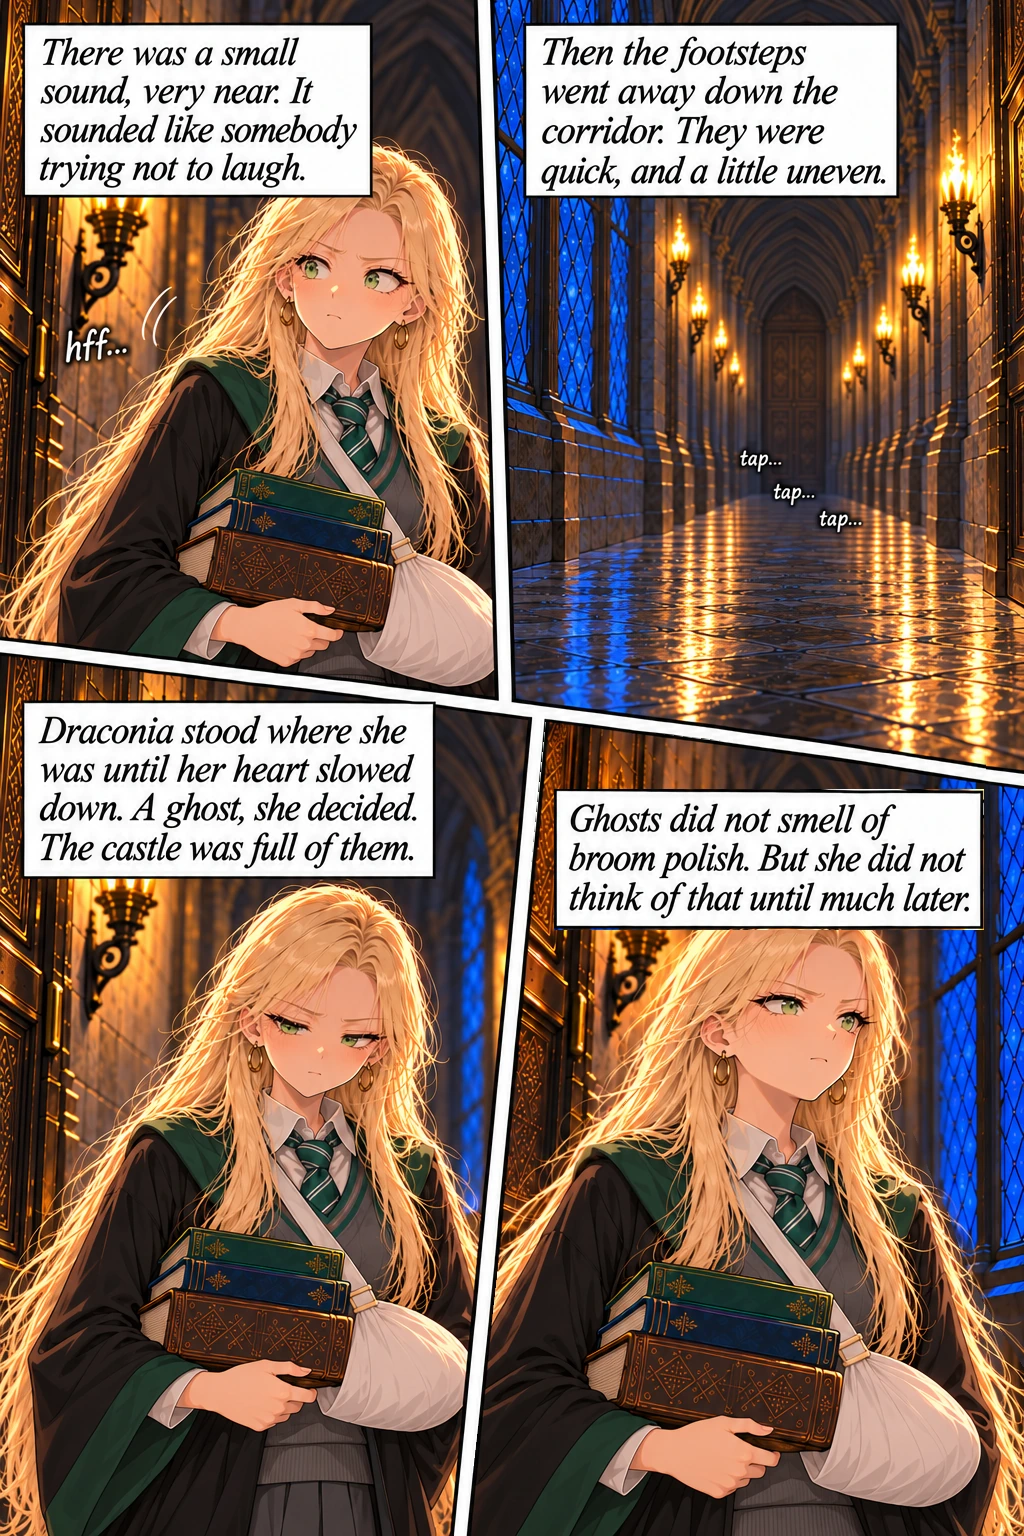 There was a small
sound, very near. It
sounded like somebody
trying not to laugh.
hff...
Then the footsteps
went away down the
corridor. They were
quick, and a little uneven.
tap...
tap...
tap...
Draconia stood where she
was until her heart slowed
down. A ghost, she decided.
The castle was full of them.
Ghosts did not smell of
broom polish. But she did not
think of that until much later.